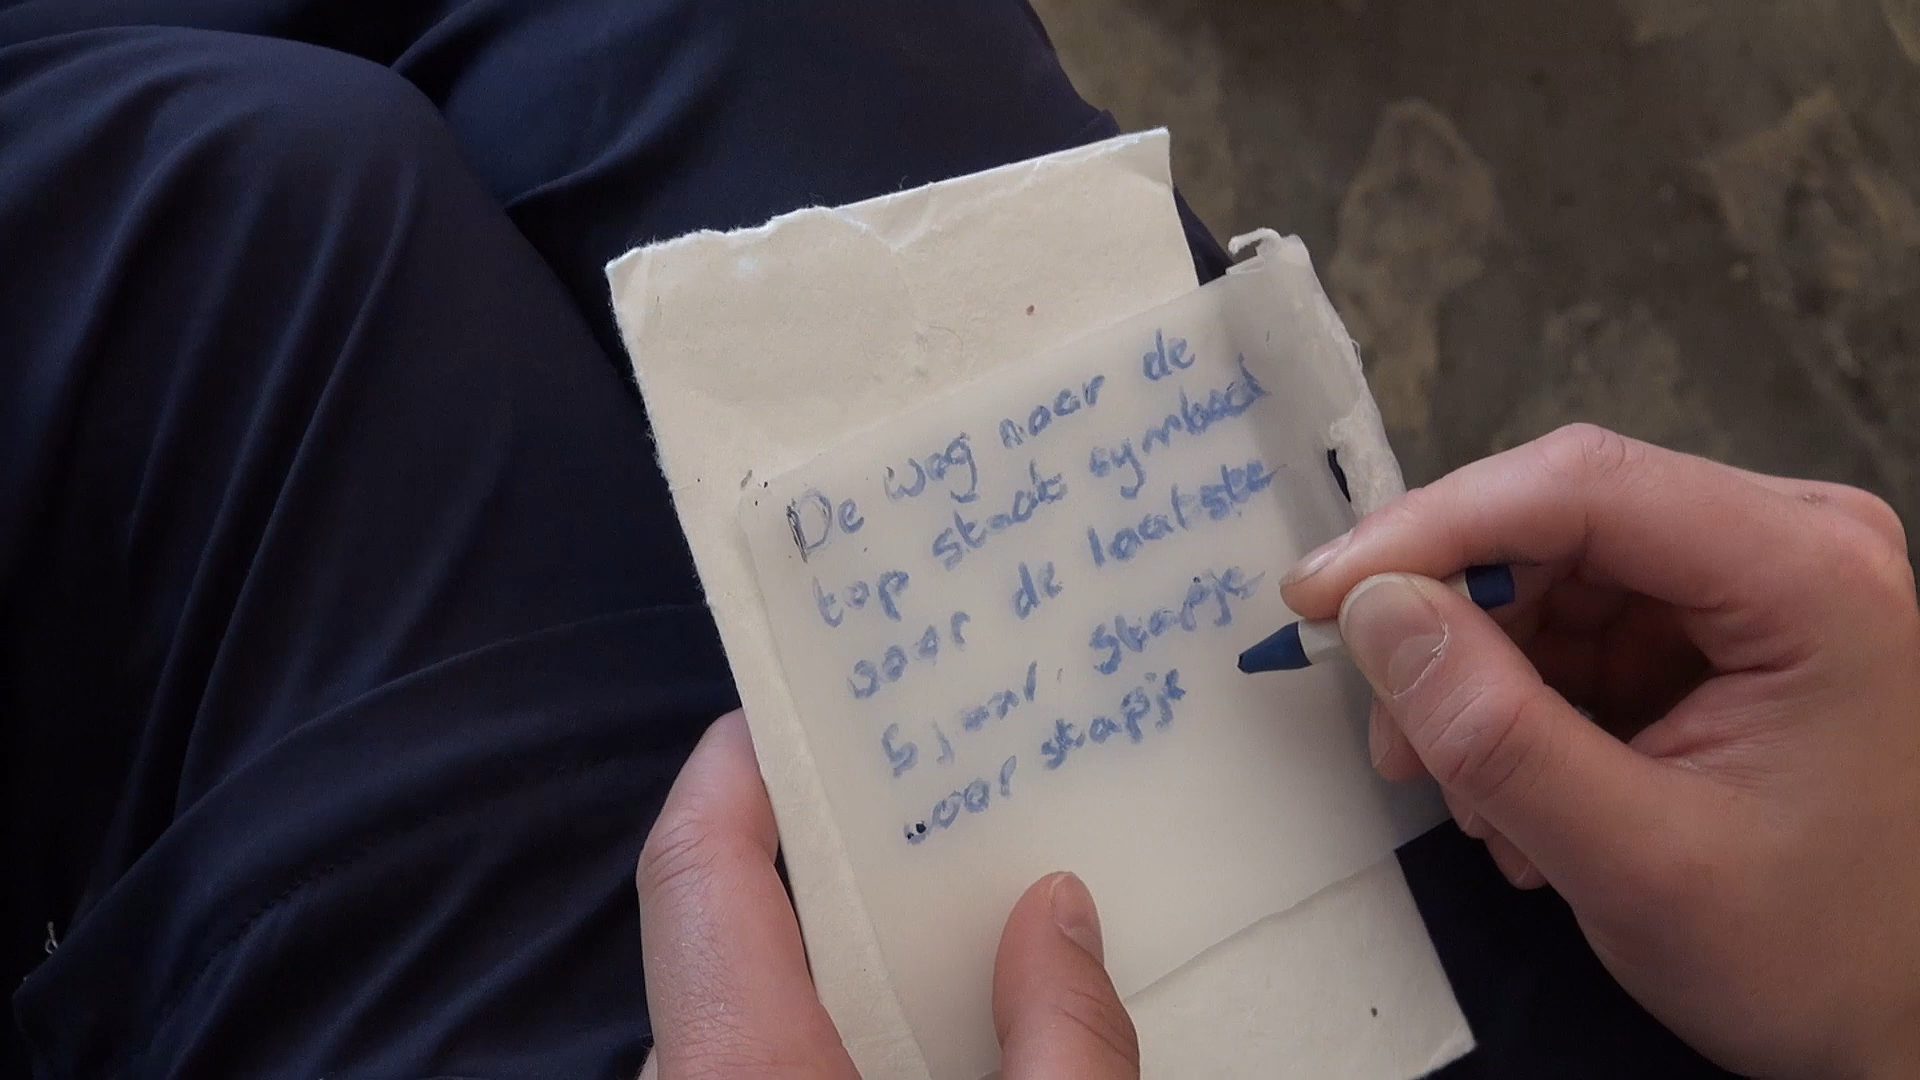 De weg naar de
top staat symbool
voor de laatste
5 jaar. Stapje
voor stapje